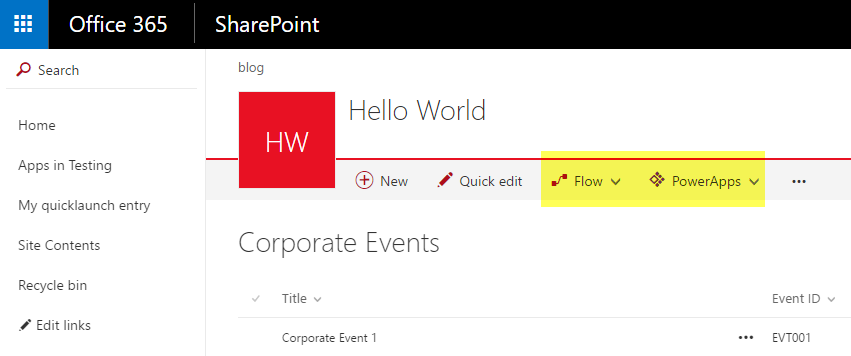 Office 365 SharePoint
Search
Home
Apps in Testing
My quicklaunch entry
Site Contents
Recycle bin
Edit links
blog
HW
Hello World
New Quick edit Flow PowerApps ...
Corporate Events
Title Event ID
Corporate Event 1 ... EVT001